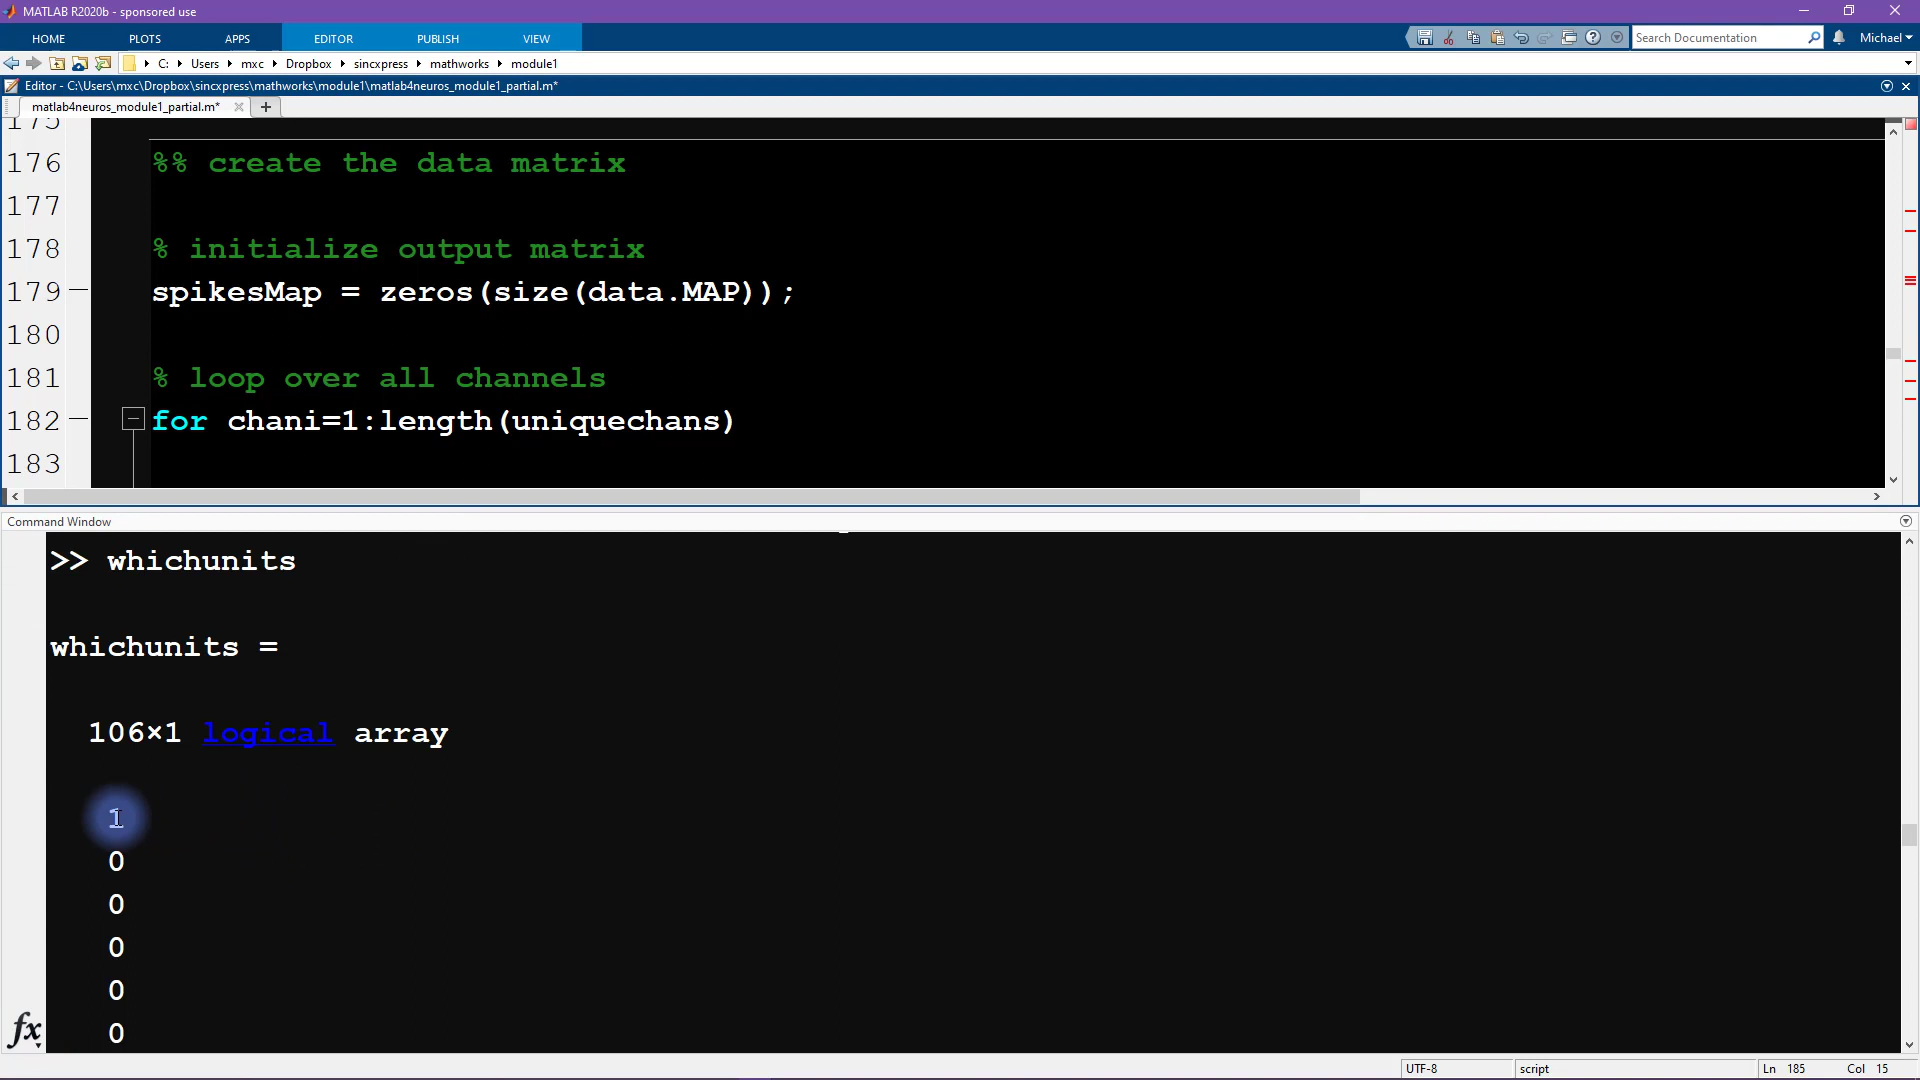 MATLAB R2020b - sponsored use
HOME PLOTS APPS EDITOR PUBLISH VIEW Search Documentation Michael
C: Users mxc Dropbox sincxpress mathworks module1
Editor - C:\Users\mxc\Dropbox\sincxpress\mathworks\module1\matlab4neuros_module1_partial.m*
matlab4neuros_module1_partial.m*
175
176 %% create the data matrix
177
178 % initialize output matrix
179 spikesMap = zeros(size(data.MAP));
180
181 % loop over all channels
182 for chani=1:length(uniquechans)
183
Command Window
>> whichunits
whichunits =
106×1 logical array
1
0
0
0
0
0
fx
UTF-8 script Ln 185 Col 15